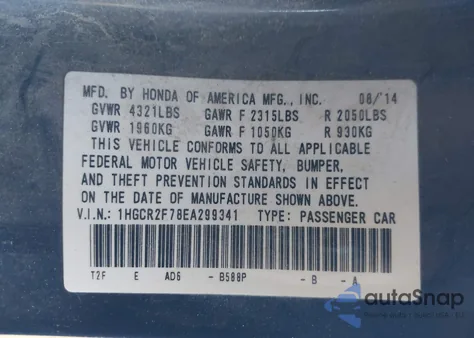 MFD. BY HONDA OF AMERICA MFG., INC. 08/'14
GVWR 4321LBS GAWR F 2315LBS R 2050LBS
GVWR 1960KG GAWR F 1050KG R 930KG
THIS VEHICLE CONFORMS TO ALL APPLICABLE
FEDERAL MOTOR VEHICLE SAFETY, BUMPER,
AND THEFT PREVENTION STANDARDS IN EFFECT
ON THE DATE OF MANUFACTURE SHOWN ABOVE.
V.I.N.: 1HGCR2F78EA299341 TYPE: PASSENGER CAR
T2F E AD6 - B588P - B - A
autoSnap